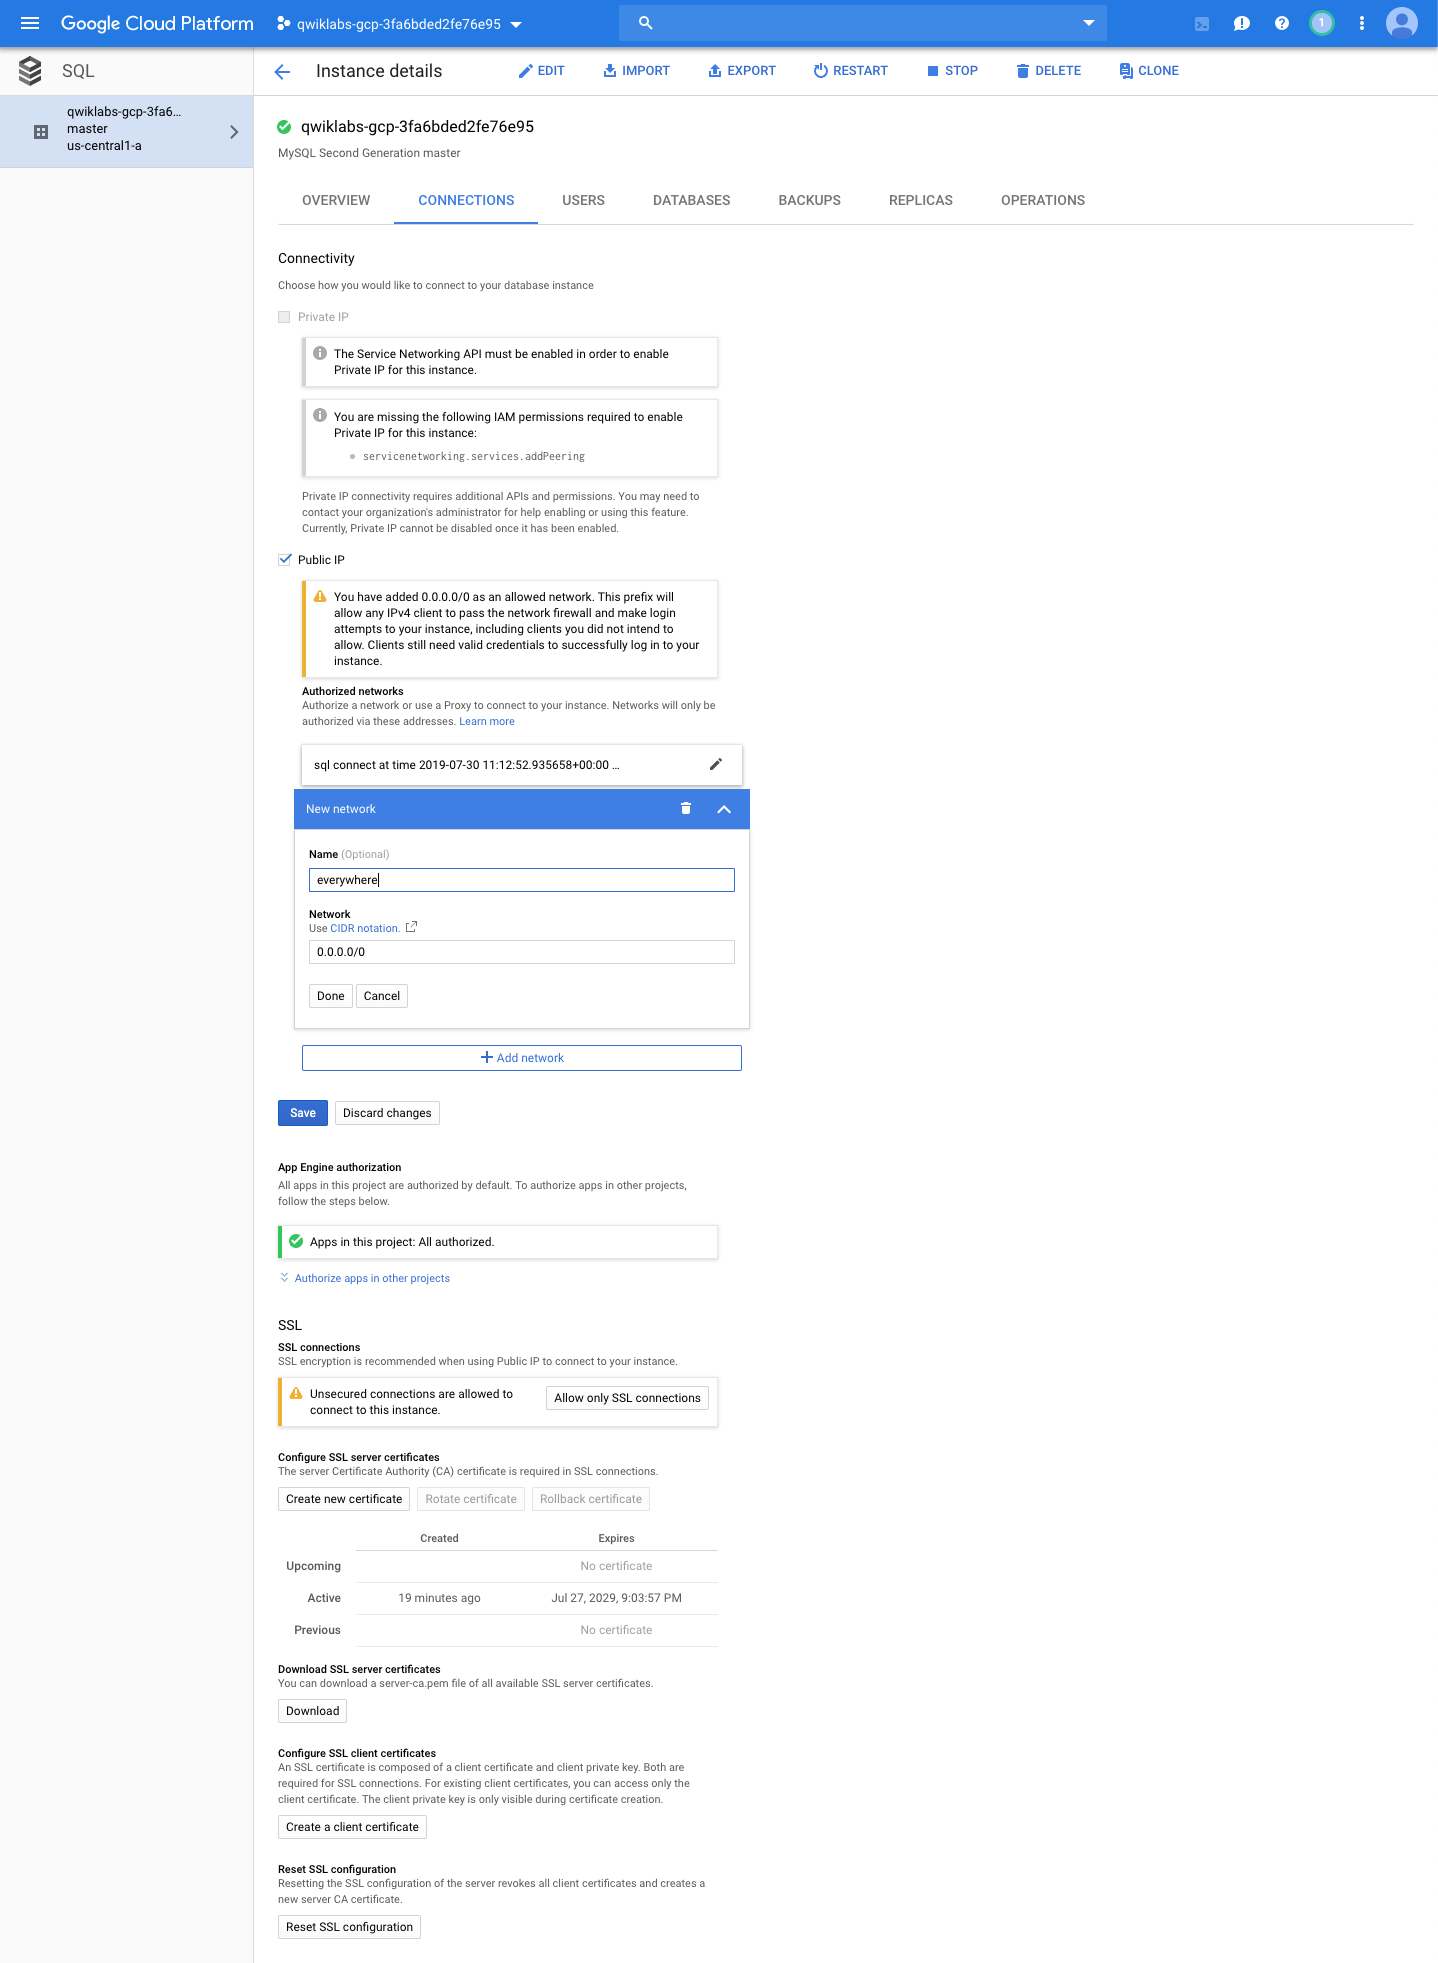 Google Cloud Platform
qwiklabs-gcp-3fa6bded2fe76e95
1
SQL
Instance details
EDIT
IMPORT
EXPORT
RESTART
STOP
DELETE
CLONE
qwiklabs-gcp-3fa6...
master
us-central1-a
qwiklabs-gcp-3fa6bded2fe76e95
MySQL Second Generation master
OVERVIEW
CONNECTIONS
USERS
DATABASES
BACKUPS
REPLICAS
OPERATIONS
Connectivity
Choose how you would like to connect to your database instance
Private IP
The Service Networking API must be enabled in order to enable
Private IP for this instance.
You are missing the following IAM permissions required to enable
Private IP for this instance:
servicenetworking.services.addPeering
Private IP connectivity requires additional APIs and permissions. You may need to
contact your organization's administrator for help enabling or using this feature.
Currently, Private IP cannot be disabled once it has been enabled.
Public IP
You have added 0.0.0.0/0 as an allowed network. This prefix will
allow any IPv4 client to pass the network firewall and make login
attempts to your instance, including clients you did not intend to
allow. Clients still need valid credentials to successfully log in to your
instance.
Authorized networks
Authorize a network or use a Proxy to connect to your instance. Networks will only be
authorized via these addresses. Learn more
sql connect at time 2019-07-30 11:12:52.935658+00:00 ...
New network
Name (Optional)
everywhere
Network
Use CIDR notation.
0.0.0.0/0
Done
Cancel
Add network
Save
Discard changes
App Engine authorization
All apps in this project are authorized by default. To authorize apps in other projects,
follow the steps below.
Apps in this project: All authorized.
Authorize apps in other projects
SSL
SSL connections
SSL encryption is recommended when using Public IP to connect to your instance.
Unsecured connections are allowed to
connect to this instance.
Allow only SSL connections
Configure SSL server certificates
The server Certificate Authority (CA) certificate is required in SSL connections.
Create new certificate
Rotate certificate
Rollback certificate
Created
Expires
Upcoming
No certificate
Active
19 minutes ago
Jul 27, 2029, 9:03:57 PM
Previous
No certificate
Download SSL server certificates
You can download a server-ca.pem file of all available SSL server certificates.
Download
Configure SSL client certificates
An SSL certificate is composed of a client certificate and client private key. Both are
required for SSL connections. For existing client certificates, you can access only the
client certificate. The client private key is only visible during certificate creation.
Create a client certificate
Reset SSL configuration
Resetting the SSL configuration of the server revokes all client certificates and creates a
new server CA certificate.
Reset SSL configuration